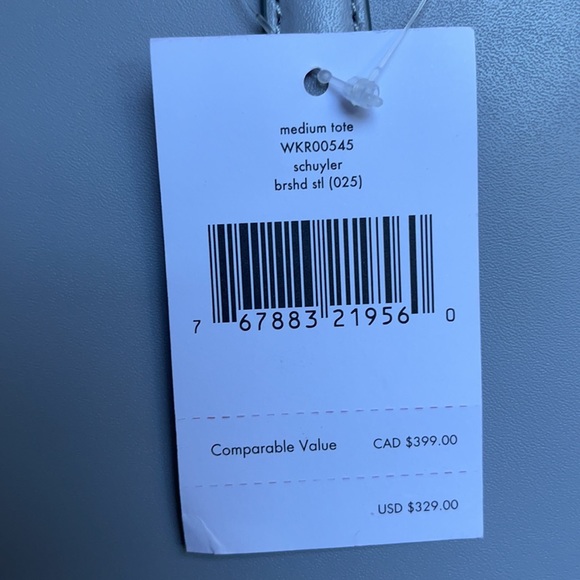 medium tote
WKR00545
schuyler
brshd stl (025)
7 67883 21956 0
Comparable Value CAD $399.00
USD $329.00